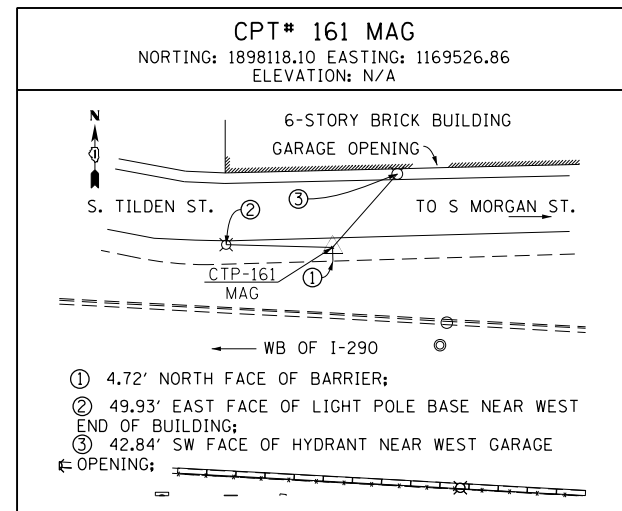 CPT# 161 MAG
NORTING: 1898118.10 EASTING: 1169526.86
ELEVATION: N/A
N
6-STORY BRICK BUILDING
GARAGE OPENING
S. TILDEN ST.
2
3
TO S MORGAN ST.
CTP-161
MAG
1
WB OF I-290
1 4.72' NORTH FACE OF BARRIER;
2 49.93' EAST FACE OF LIGHT POLE BASE NEAR WEST
END OF BUILDING;
3 42.84' SW FACE OF HYDRANT NEAR WEST GARAGE
OPENING;